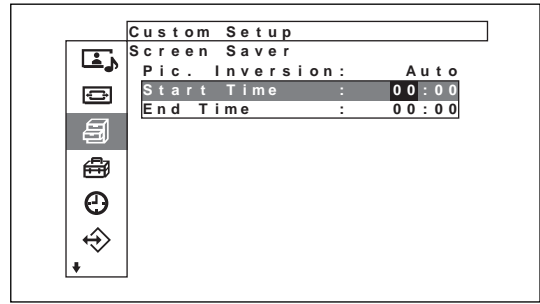 Custom Setup
Screen Saver
Pic. Inversion: Auto
Start Time : 00:00
End Time : 00:00